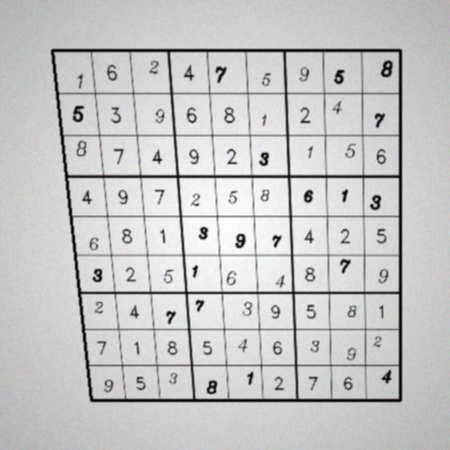 1 6 2 4 7 5 9 5 8
5 3 9 6 8 1 2 4 7
8 7 4 9 2 3 1 5 6
4 9 7 2 5 8 6 1 3
6 8 1 3 9 7 4 2 5
3 2 5 1 6 4 8 7 9
2 4 7 7 3 9 5 8 1
7 1 8 5 4 6 3 9 2
9 5 3 8 1 2 7 6 4